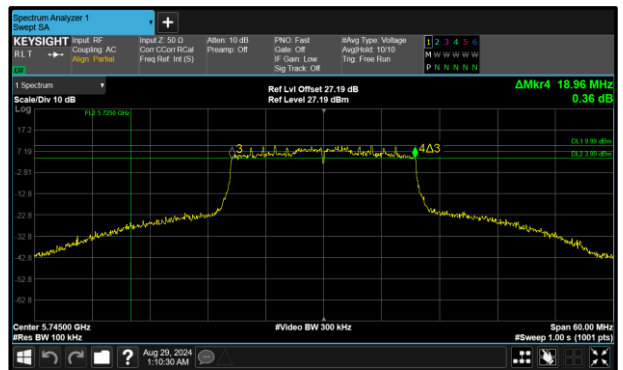 Spectrum Analyzer 1
Swept SA
KEYSIGHT
RLT
LW
Input: RF
Coupling: AC
Align: Partial
Input Z: 50 Ω
Corr CCorr RCal
Freq Ref: Int (S)
Atten: 10 dB
Preamp: Off
PNO: Fast
Gate: Off
IF Gain: Low
Sig Track: Off
#Avg Type: Voltage
Avg|Hold: 10/10
Trig: Free Run
1 2 3 4 5 6
M W W W W W
P N N N N N
1 Spectrum
Scale/Div 10 dB
Ref Lvl Offset 27.19 dB
Ref Level 27.19 dBm
ΔMkr4 18.96 MHz
0.36 dB
Log
FL2 5.7250 GHz
17.2
7.19
-2.81
-12.8
-22.8
-32.8
-42.8
-52.8
-62.8
3
4Δ3
DL1 9.99 dBm
DL2 3.99 dBm
Center 5.74500 GHz
#Res BW 100 kHz
#Video BW 300 kHz
Span 60.00 MHz
#Sweep 1.00 s (1001 pts)
?
Aug 29, 2024
1:10:30 AM